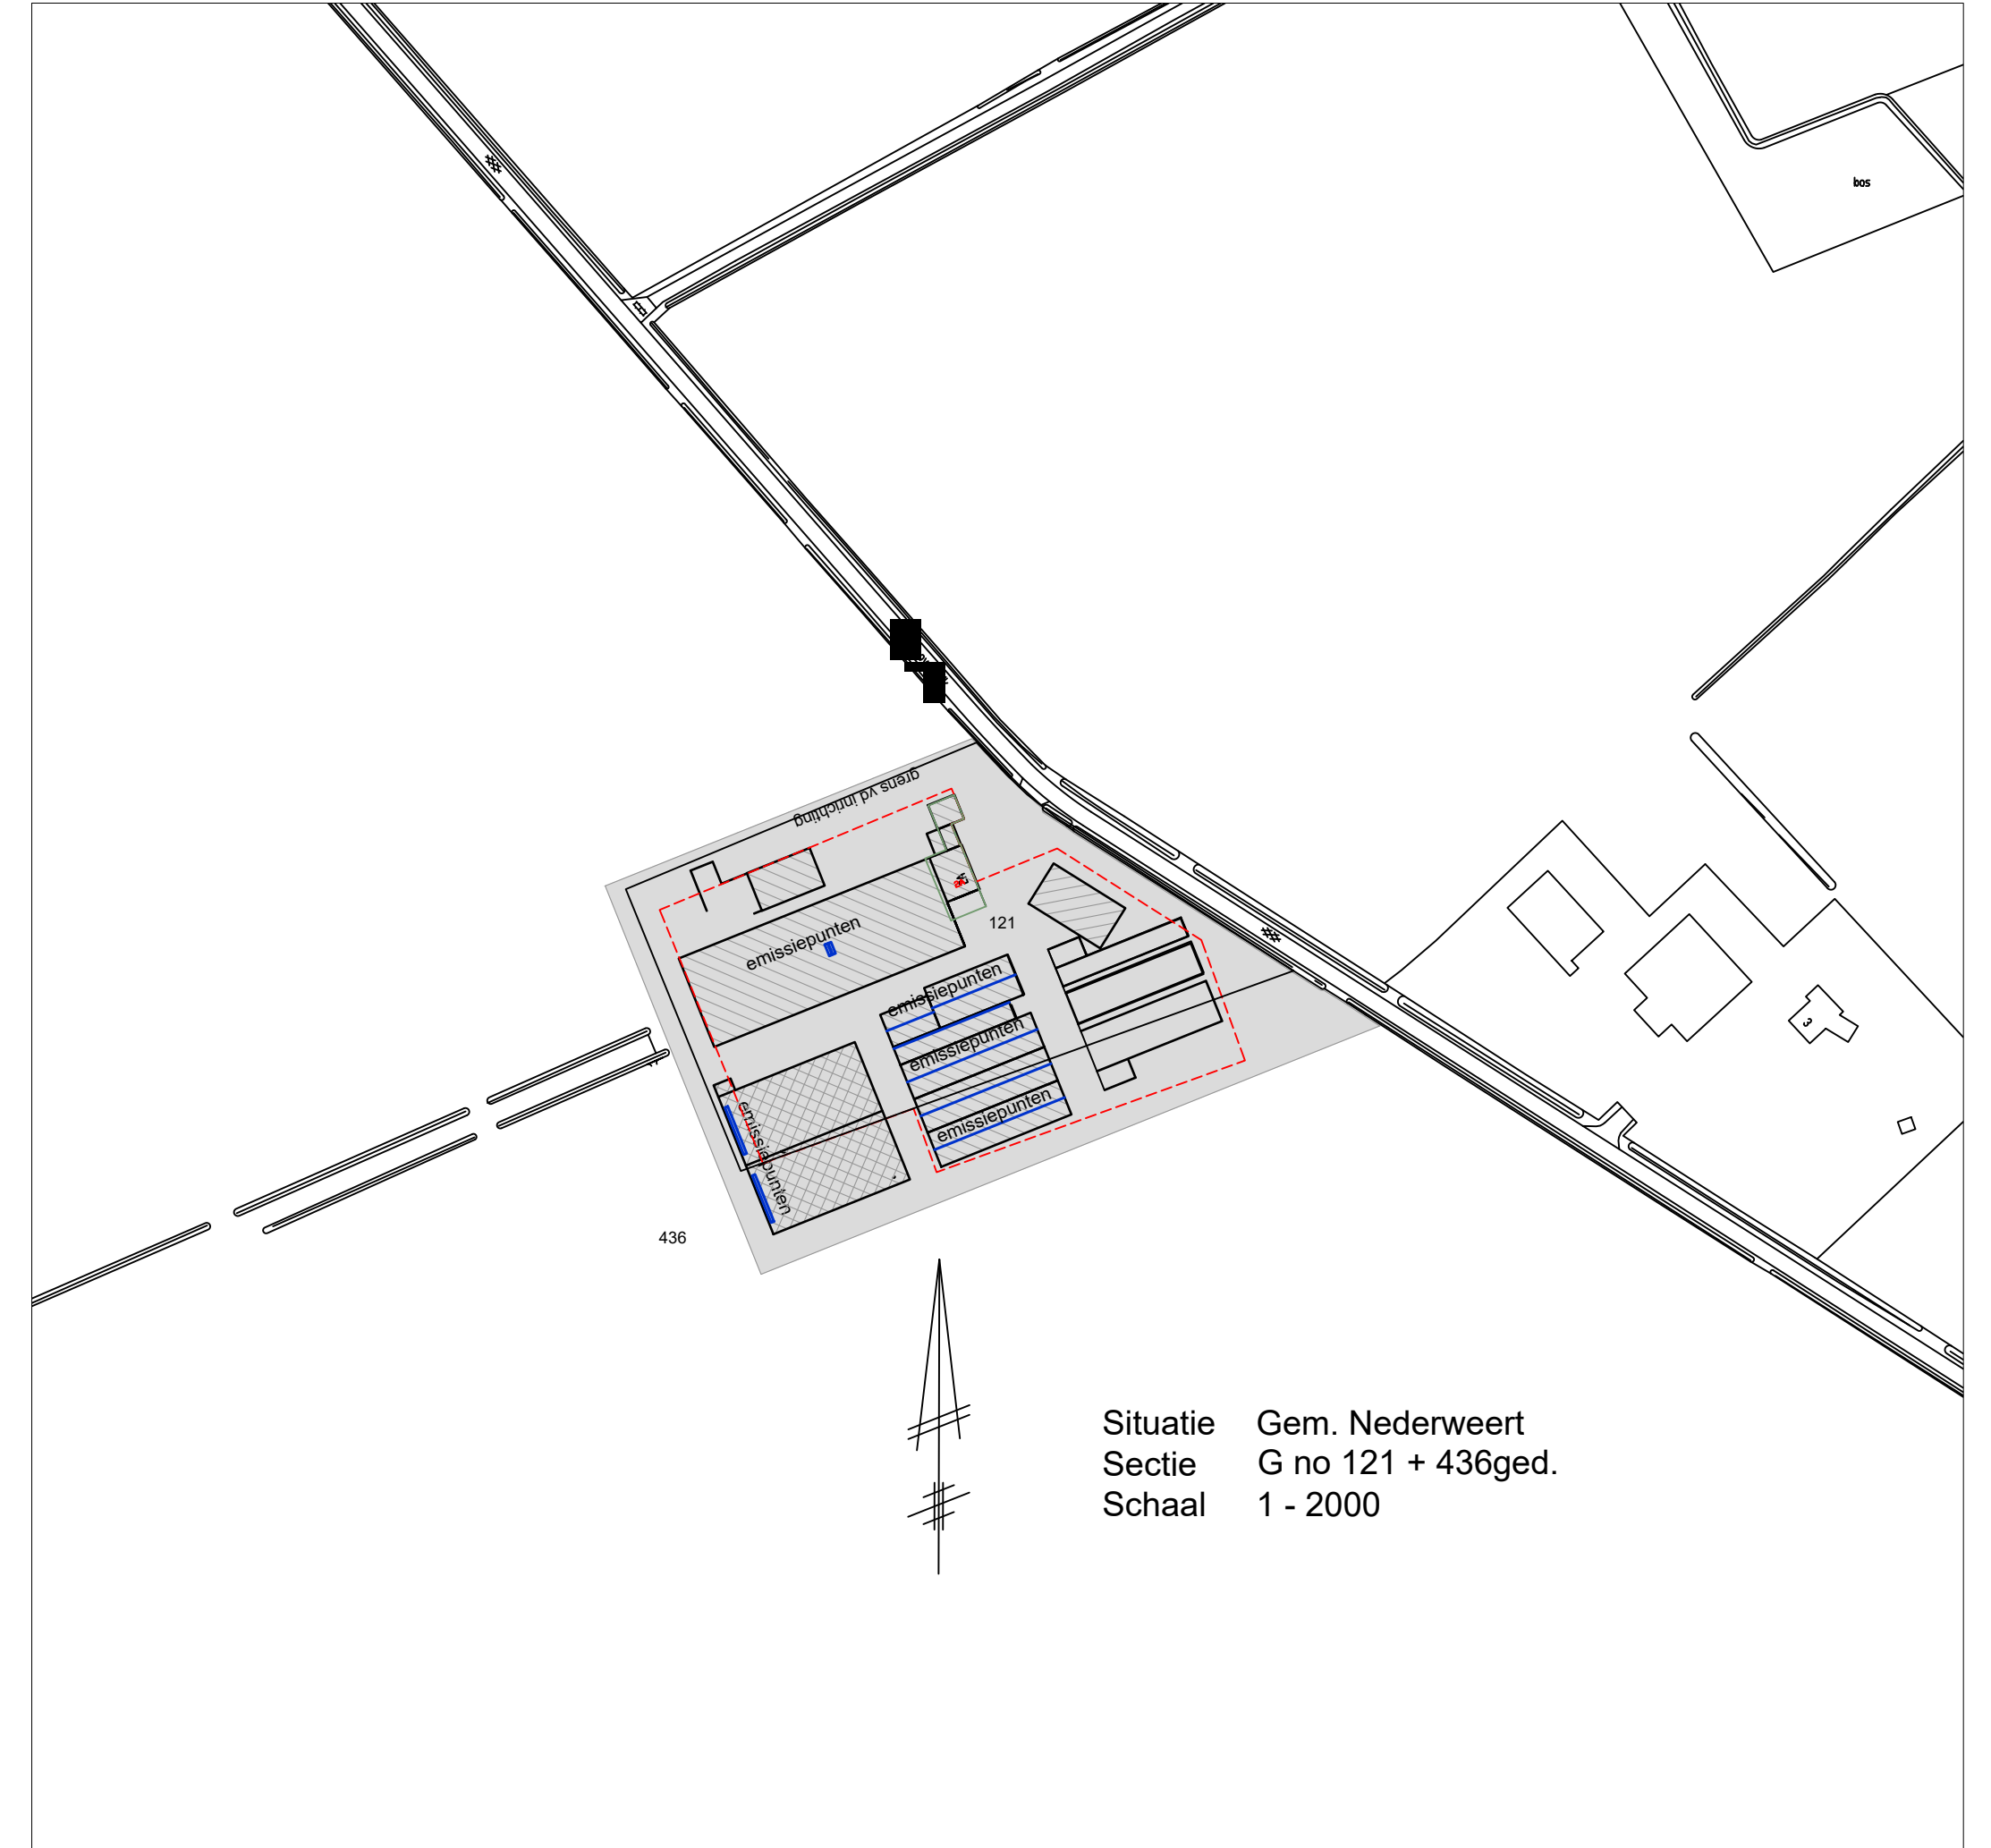 bos
grens vd inrichting
emissiepunten
121
emissiepunten
emissiepunten
emissiepunten
emissiepunten
3
436
Situatie Gem. Nederweert
Sectie G no 121 + 436ged.
Schaal 1 - 2000